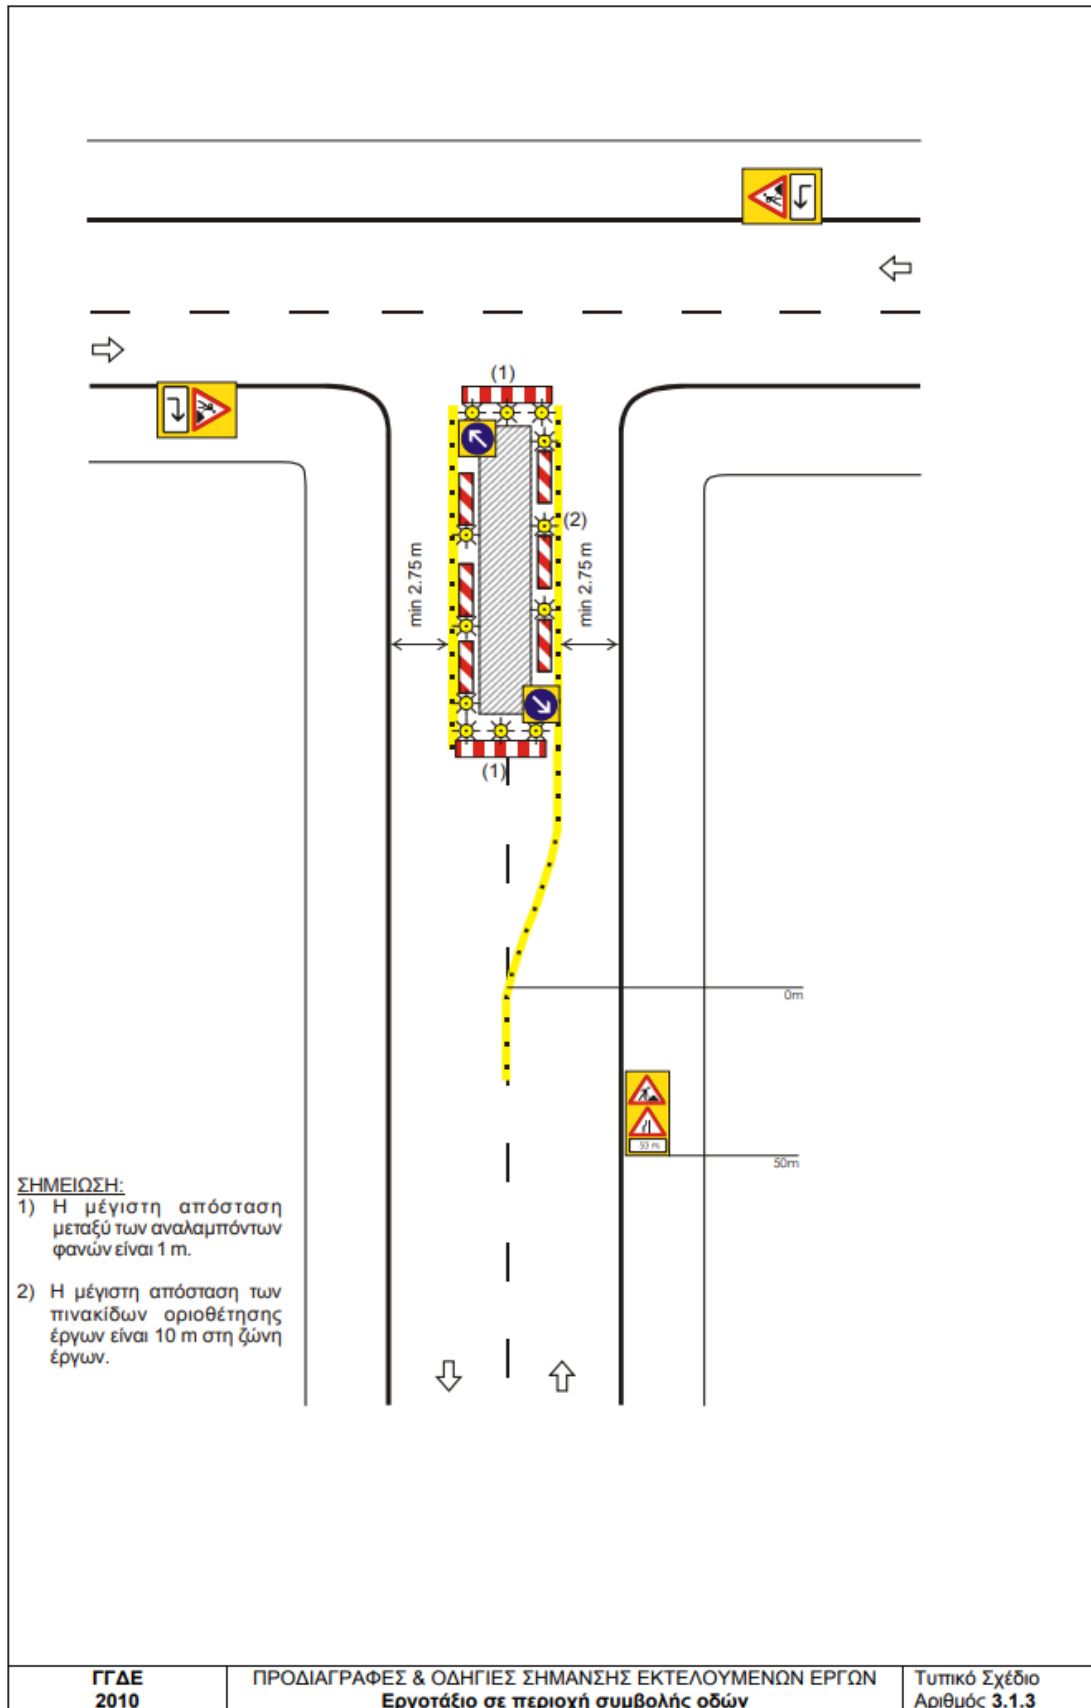 (1)
(2)
min 2.75 m
min 2.75 m
(1)
0m
50 m
50m
ΣΗΜΕΙΩΣΗ:
1) Η μέγιστη απόσταση
μεταξύ των αναλαμπόντων
φανών είναι 1 m.
2) Η μέγιστη απόσταση των
πινακίδων οριοθέτησης
έργων είναι 10 m στη ζώνη
έργων.
ΓΓΔΕ
2010
ΠΡΟΔΙΑΓΡΑΦΕΣ & ΟΔΗΓΙΕΣ ΣΗΜΑΝΣΗΣ ΕΚΤΕΛΟΥΜΕΝΩΝ ΕΡΓΩΝ
Εργοτάξιο σε περιοχή συμβολής οδών
Τυπικό Σχέδιο
Αριθμός 3.1.3